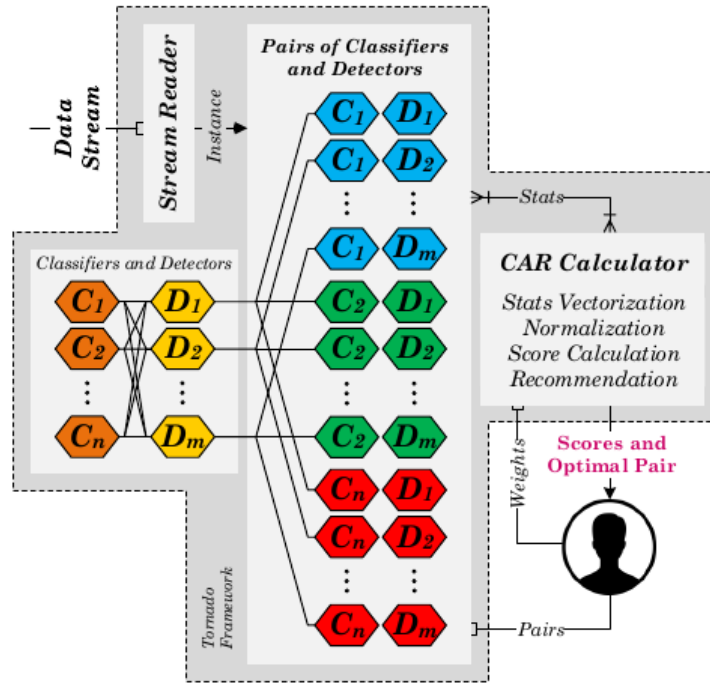 Data
Stream
Stream Reader
Instance
Pairs of Classifiers
and Detectors
C1 D1
C1 D2
C1 Dm
C2 D1
C2 D2
C2 Dm
Cn D1
Cn D2
Cn Dm
Classifiers and Detectors
C1 D1
C2 D2
Cn Dm
Stats
CAR Calculator
Stats Vectorization
Normalization
Score Calculation
Recommendation
Weights
Scores and
Optimal Pair
Pairs
Tornado
Framework